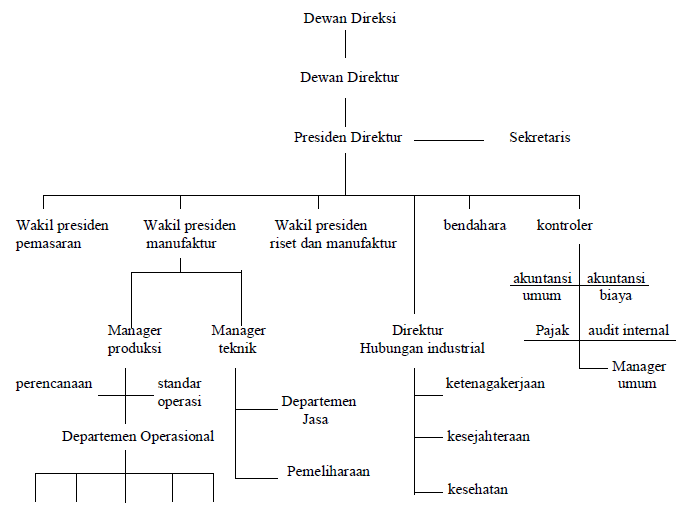 Dewan Direksi
Dewan Direktur
Presiden Direktur
Sekretaris
Wakil presiden
pemasaran
Wakil presiden
manufaktur
Wakil presiden
riset dan manufaktur
bendahara
kontroler
akuntansi
umum
akuntansi
biaya
Pajak
audit internal
Manager
umum
Manager
produksi
Manager
teknik
Direktur
Hubungan industrial
perencanaan
standar
operasi
Departemen Operasional
Departemen
Jasa
Pemeliharaan
ketenagakerjaan
kesejahteraan
kesehatan